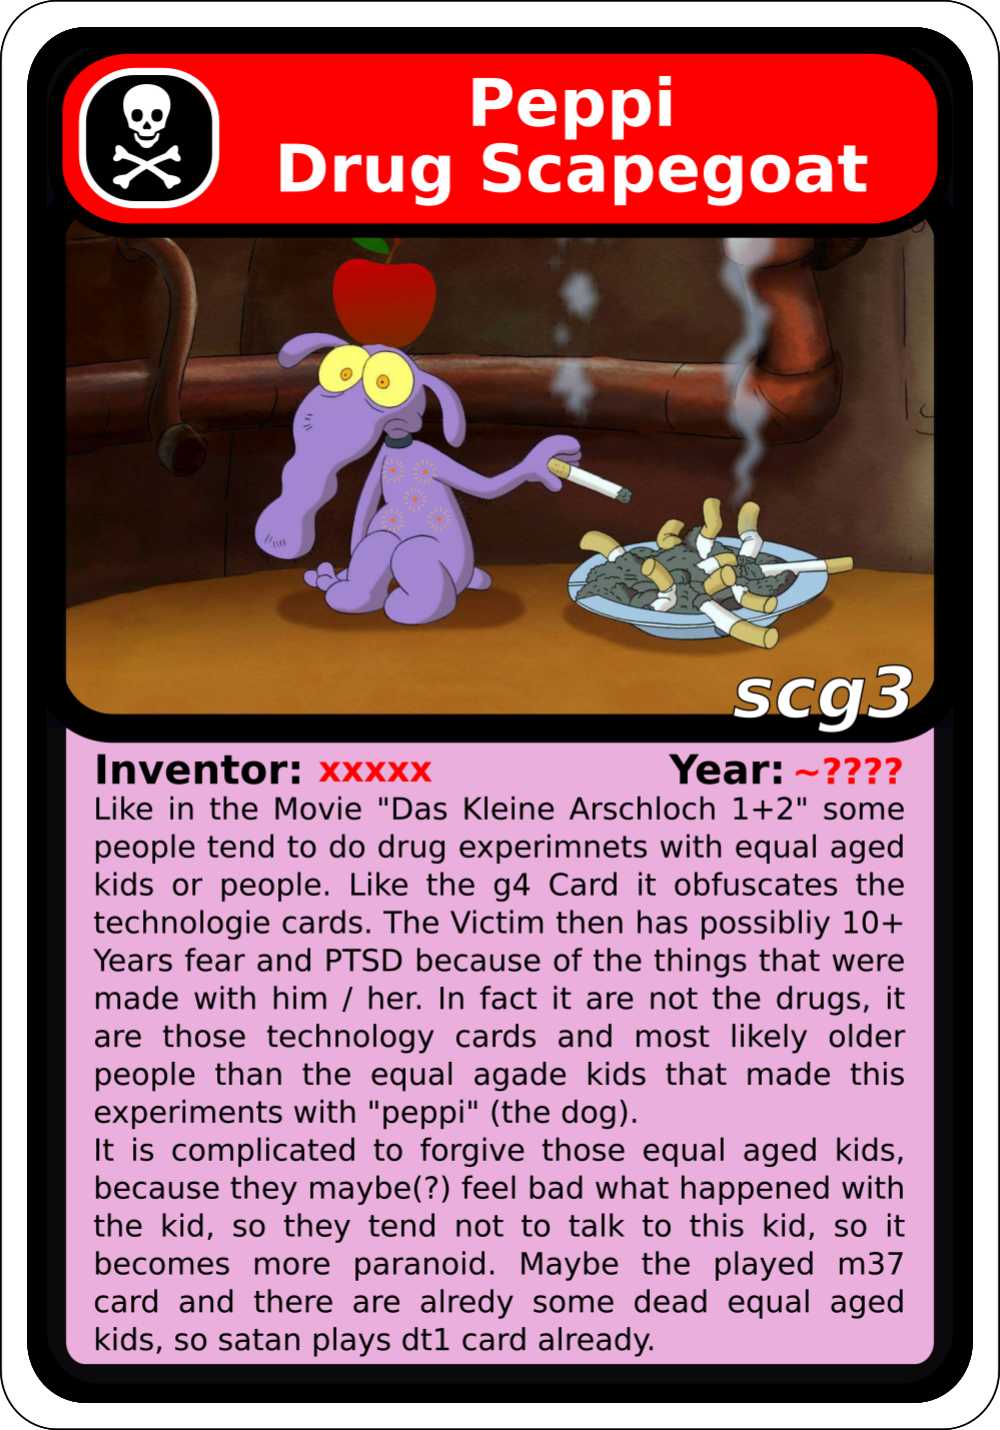 Peppi
Drug Scapegoat
scg3
Inventor: xxxxx Year: ~????
Like in the Movie "Das Kleine Arschloch 1+2" some
people tend to do drug experimnets with equal aged
kids or people. Like the g4 Card it obfuscates the
technologie cards. The Victim then has possibliy 10+
Years fear and PTSD because of the things that were
made with him / her. In fact it are not the drugs, it
are those technology cards and most likely older
people than the equal agade kids that made this
experiments with "peppi" (the dog).
It is complicated to forgive those equal aged kids,
because they maybe(?) feel bad what happened with
the kid, so they tend not to talk to this kid, so it
becomes more paranoid. Maybe the played m37
card and there are alredy some dead equal aged
kids, so satan plays dt1 card already.